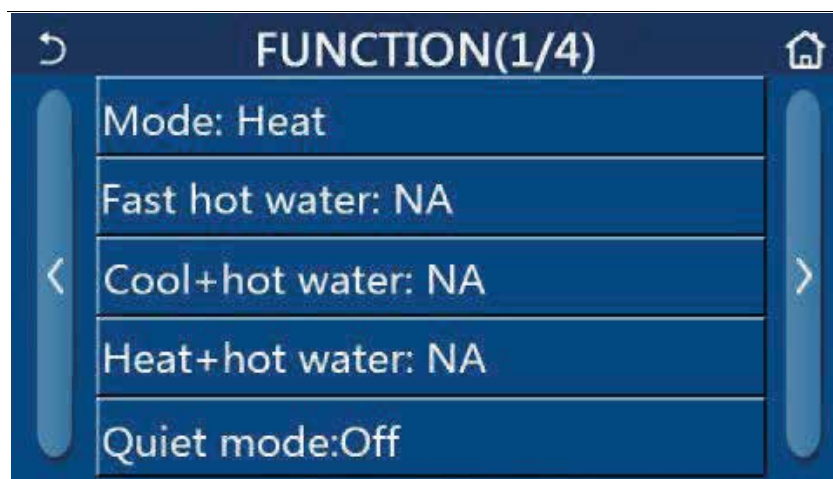 FUNCTION(1/4)
Mode: Heat
Fast hot water: NA
Cool+hot water: NA
Heat+hot water: NA
Quiet mode:Off